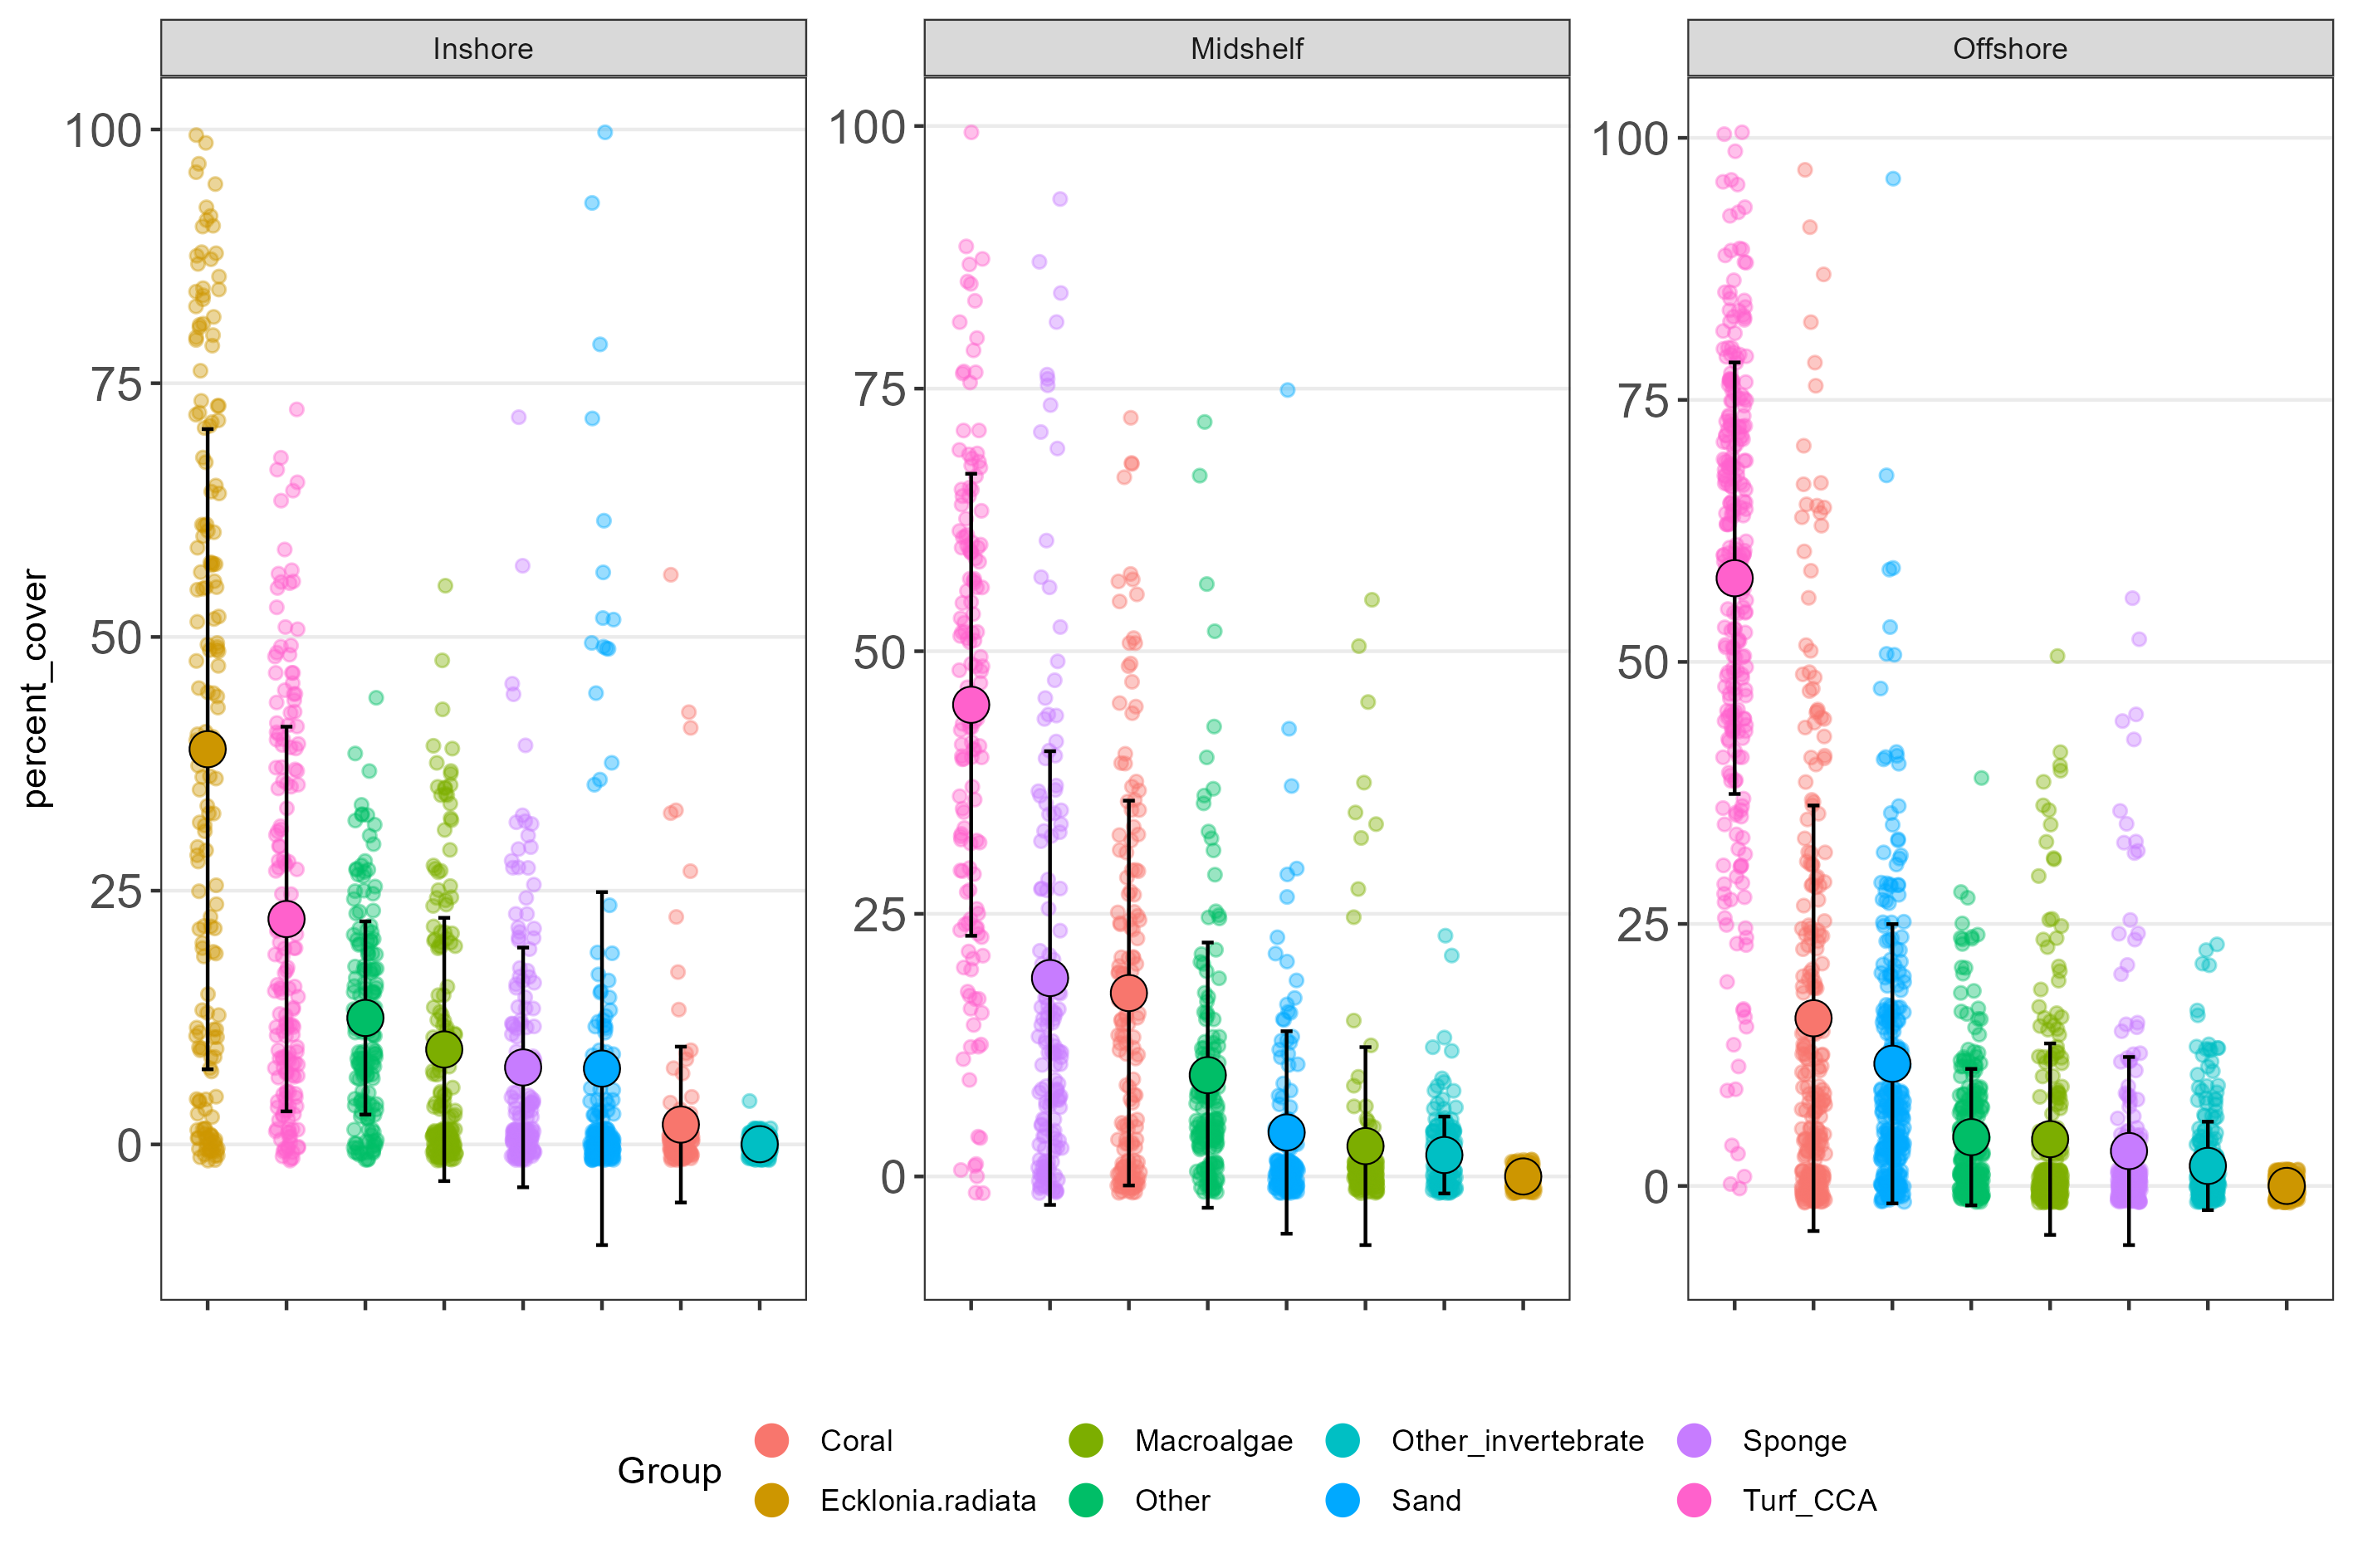 Inshore Midshelf Offshore
100 100 100
75 75 75
50 50 50
25 25 25
0 0 0
percent_cover
Group
Coral Macroalgae Other_invertebrate Sponge
Ecklonia.radiata Other Sand Turf_CCA